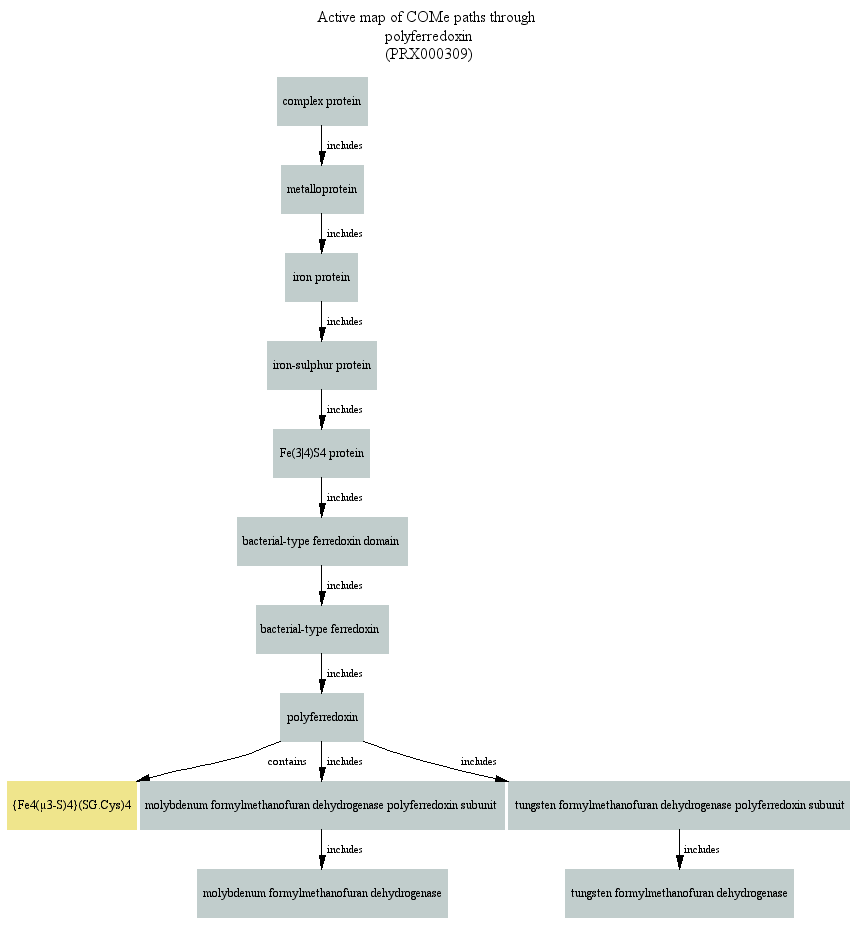 Active map of COMe paths through
polyferredoxin
(PRX000309)
complex protein
includes
metalloprotein
includes
iron protein
includes
iron-sulphur protein
includes
Fe(3|4)S4 protein
includes
bacterial-type ferredoxin domain
includes
bacterial-type ferredoxin
includes
polyferredoxin
contains
includes
includes
{Fe4(μ3-S)4}(SG.Cys)4
molybdenum formylmethanofuran dehydrogenase polyferredoxin subunit
tungsten formylmethanofuran dehydrogenase polyferredoxin subunit
includes
includes
molybdenum formylmethanofuran dehydrogenase
tungsten formylmethanofuran dehydrogenase